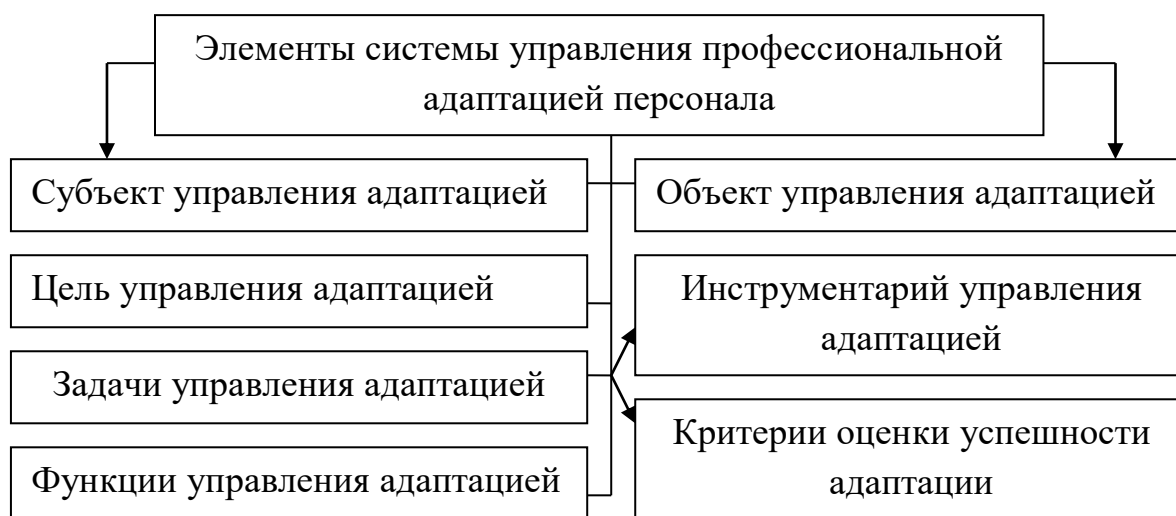 Элементы системы управления профессиональной
адаптацией персонала
Субъект управления адаптацией
Объект управления адаптацией
Цель управления адаптацией
Инструментарий управления
адаптацией
Задачи управления адаптацией
Критерии оценки успешности
адаптации
Функции управления адаптацией